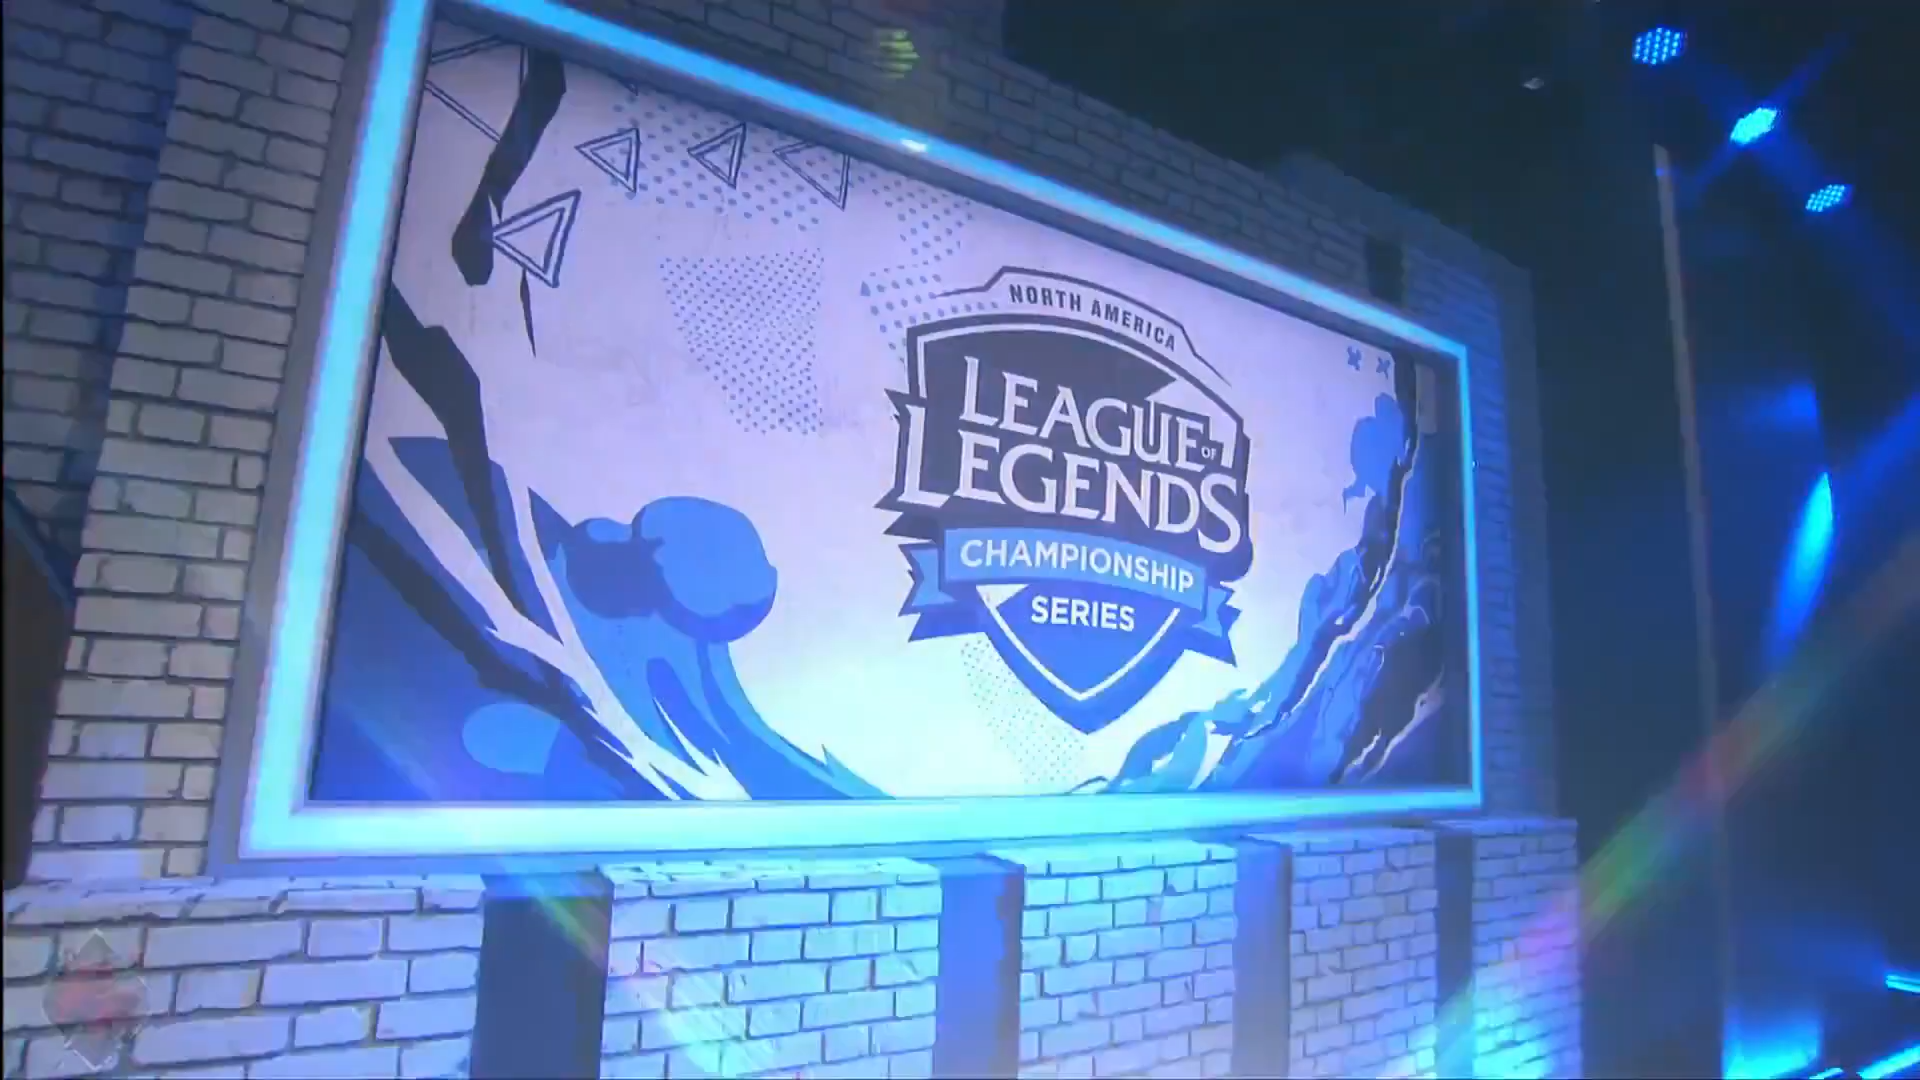 NORTH AMERICA
LEAGUE OF
LEGENDS
CHAMPIONSHIP
SERIES